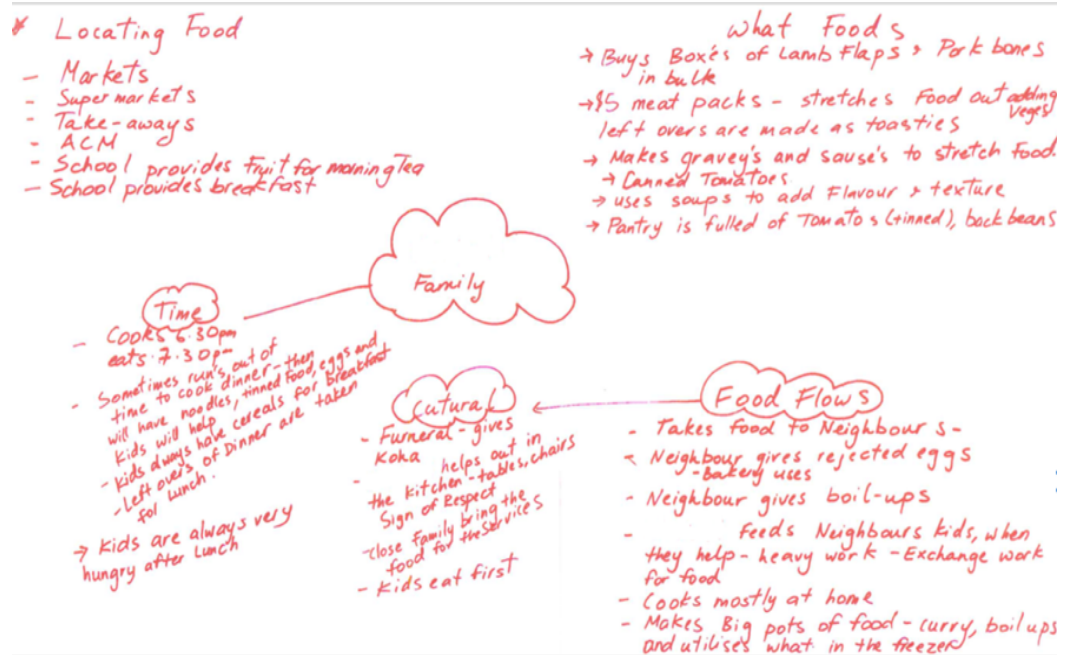 * Locating Food
- Markets
- Supermarkets
- Take-aways
- ACM
- School provides Fruit for morning Tea
- School provides breakfast
what Foods
→ Buys Boxe's of Lamb Flaps & Pork bones
in bulk
→ $5 meat packs - stretches Food out adding
Veges
left overs are made as toasties
→ Makes gravey's and souse's to stretch Food.
→ Canned Tomatoes
→ uses soups to add Flavour & texture
→ Pantry is fulled of Tomatos (tinned), back beans
Family
Time
- Cooks 6.30pm
eats 7.30pm
- Sometimes run's out of
time to cook dinner - then
will have noodles, tinned food, eggs and
Kids will help
- Kids always have cereals for breakfast
- Left overs of Dinner are taken
for Lunch.
→ Kids are always very
hungry after Lunch
Cutural
- Funeral - gives
Koha
- helps out in
the kitchen - tables, chairs
Sign of Respect
- close Family bring the
food for the services
- Kids eat first
Food Flows
- Takes food to Neighbours -
- Neighbour gives rejected eggs
- Bakery uses
- Neighbour gives boil-ups
- feeds Neighbours kids, when
they help - heavy work - Exchange work
for food
- Cooks mostly at home
- Makes Big pots of food - curry, boil ups
and utilises what in the freezer